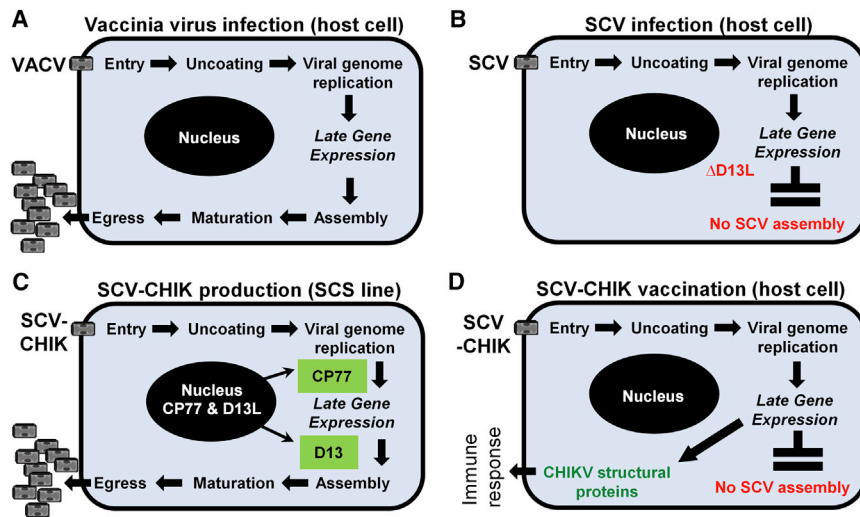 A
Vaccinia virus infection (host cell)
VACV
Entry
Uncoating
Viral genome
replication
Nucleus
Late Gene
Expression
Egress
Maturation
Assembly
B
SCV infection (host cell)
SCV
Entry
Uncoating
Viral genome
replication
Nucleus
Late Gene
Expression
ΔD13L
No SCV assembly
C
SCV-CHIK production (SCS line)
SCV-
CHIK
Entry
Uncoating
Viral genome
replication
Nucleus
CP77 & D13L
CP77
Late Gene
Expression
D13
Egress
Maturation
Assembly
D
SCV-CHIK vaccination (host cell)
SCV
-CHIK
Entry
Uncoating
Viral genome
replication
Nucleus
Late Gene
Expression
Immune
response
CHIKV structural
proteins
No SCV assembly